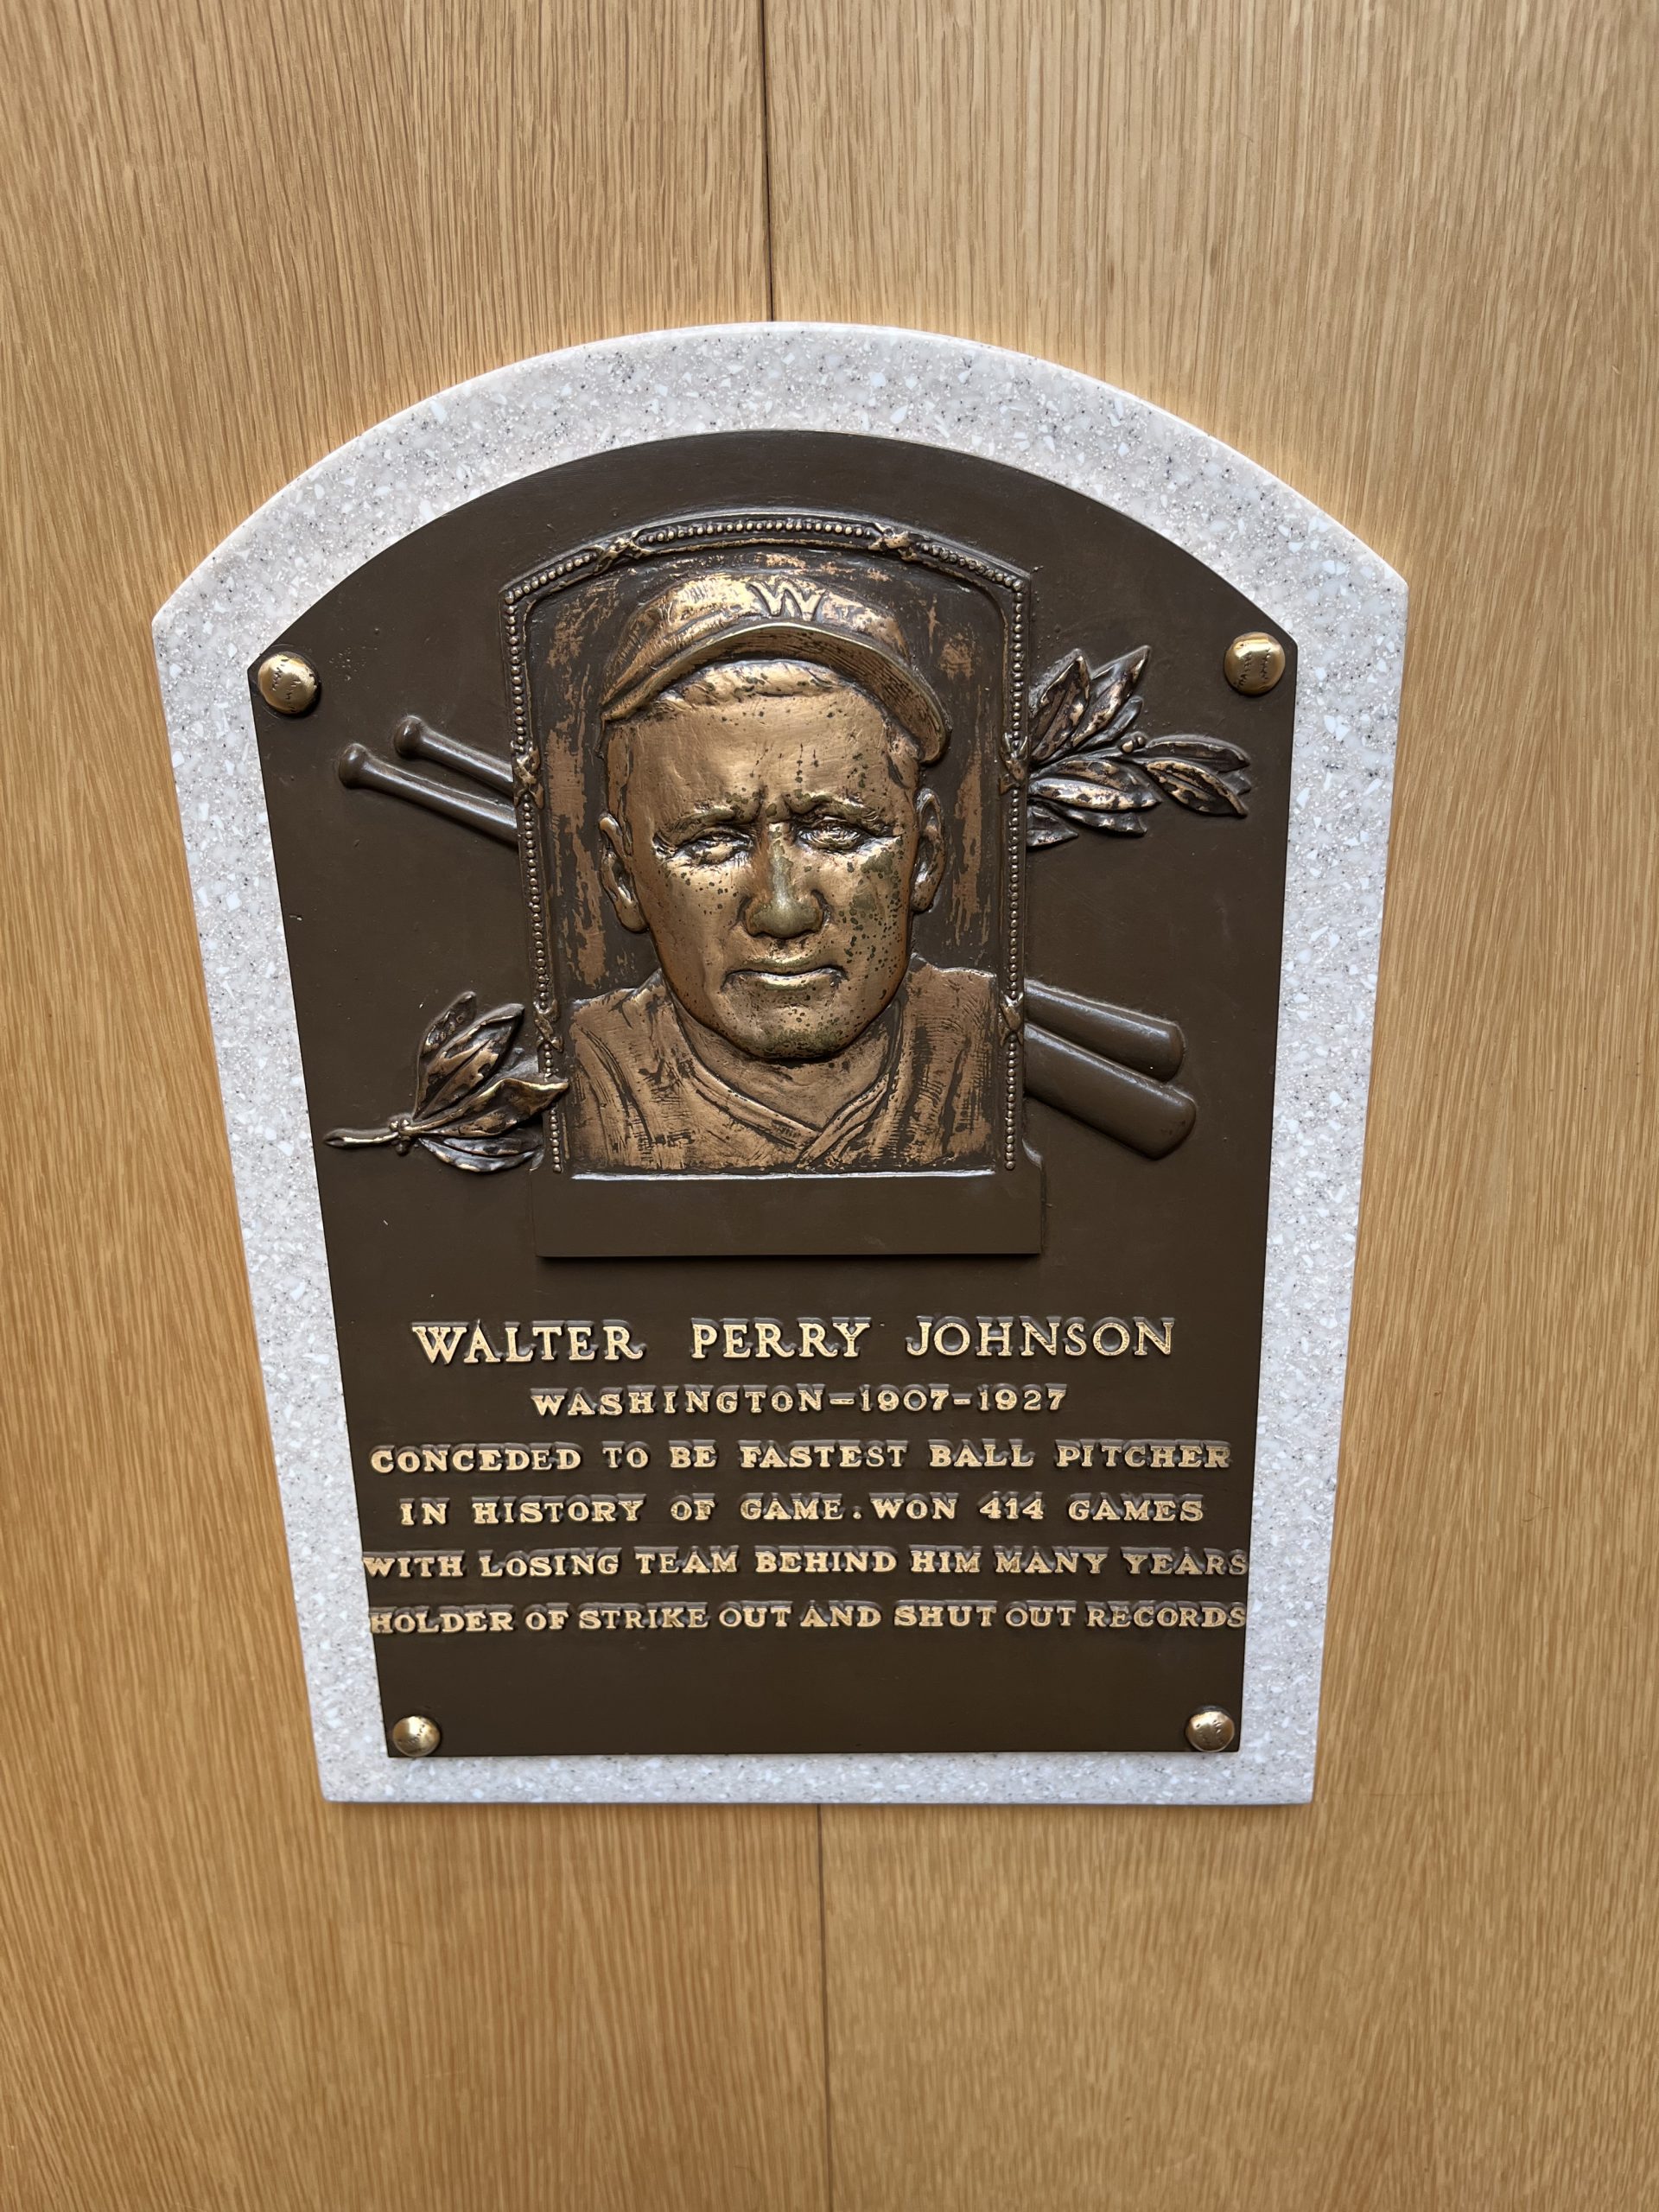 W
WALTER PERRY JOHNSON
WASHINGTON-1907-1927
CONCEDED TO BE FASTEST BALL PITCHER
IN HISTORY OF GAME. WON 414 GAMES
WITH LOSING TEAM BEHIND HIM MANY YEARS
HOLDER OF STRIKE OUT AND SHUT OUT RECORDS